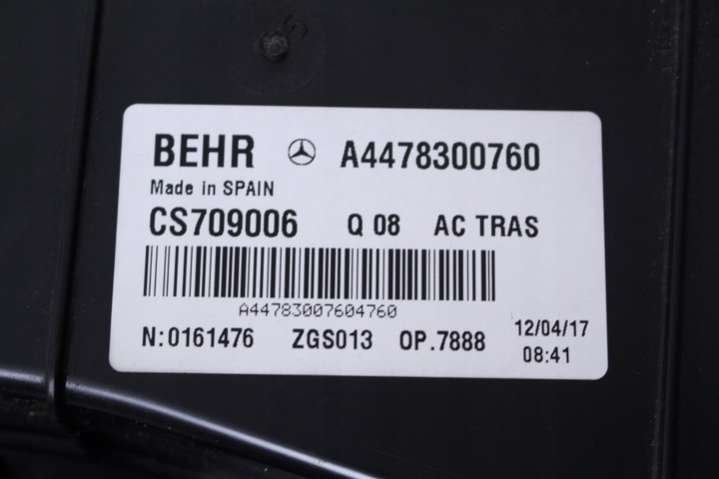 BEHR A4478300760
Made in SPAIN
CS709006 Q 08 AC TRAS
A44783007604760
N:0161476 ZGS013 OP.7888 12/04/17
08:41